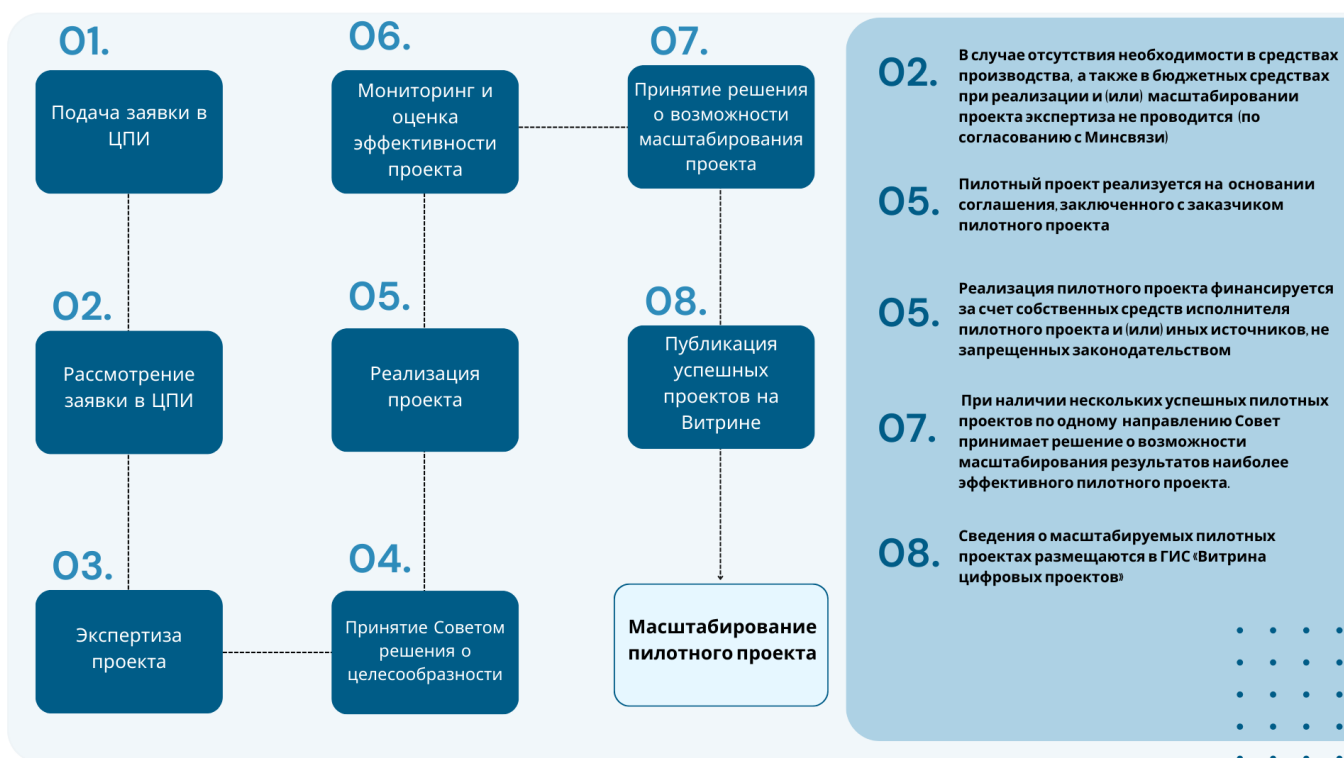 01.
Подача заявки в
ЦПИ
02.
Рассмотрение
заявки в ЦПИ
03.
Экспертиза
проекта
04.
Принятие Советом
решения о
целесообразности
05.
Реализация
проекта
06.
Мониторинг и
оценка
эффективности
проекта
07.
Принятие решения
о возможности
масштабирования
проекта
08.
Публикация
успешных
проектов на
Витрине
Масштабирование
пилотного проекта
02.
В случае отсутствия необходимости в средствах
производства, а также в бюджетных средствах
при реализации и (или) масштабировании
проекта экспертиза не проводится (по
согласованию с Минсвязи)
05.
Пилотный проект реализуется на основании
соглашения, заключенного с заказчиком
пилотного проекта
05.
Реализация пилотного проекта финансируется
за счет собственных средств исполнителя
пилотного проекта и (или) иных источников, не
запрещенных законодательством
07.
При наличии нескольких успешных пилотных
проектов по одному направлению Совет
принимает решение о возможности
масштабирования результатов наиболее
эффективного пилотного проекта.
08.
Сведения о масштабируемых пилотных
проектах размещаются в ГИС «Витрина
цифровых проектов»